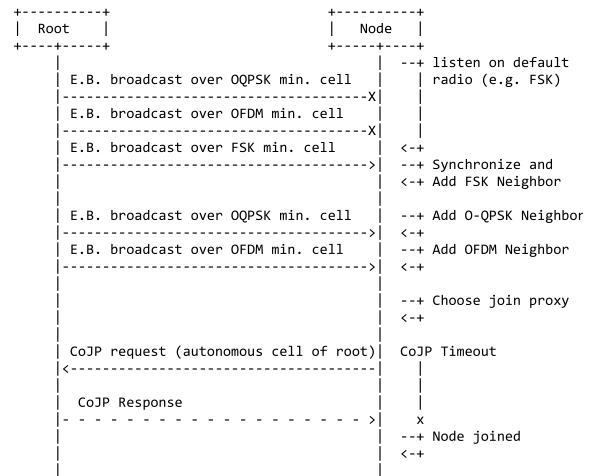 Root Node
listen on default
E.B. broadcast over OQPSK min. cell radio (e.g. FSK)
X
E.B. broadcast over OFDM min. cell
X
E.B. broadcast over FSK min. cell
Synchronize and
Add FSK Neighbor
E.B. broadcast over OQPSK min. cell Add O-QPSK Neighbor
E.B. broadcast over OFDM min. cell Add OFDM Neighbor
Choose join proxy
CoJP request (autonomous cell of root) CoJP Timeout
CoJP Response
x
Node joined